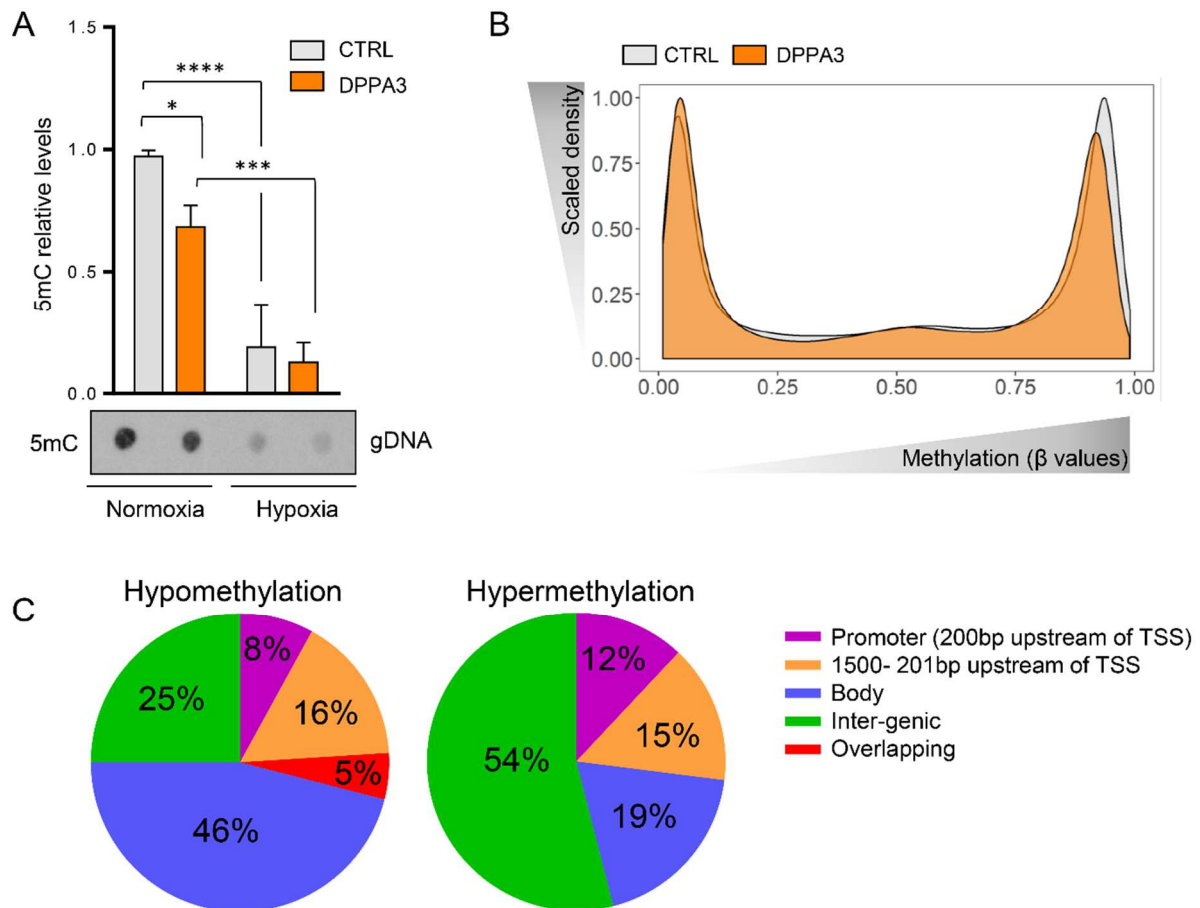 A
1.5
1.0
0.5
0.0
5mC relative levels
CTRL
DPPA3
****
*
***
5mC
gDNA
Normoxia
Hypoxia
B
CTRL
DPPA3
Scaled density
1.00
0.75
0.50
0.25
0.00
0.00 0.25 0.50 0.75 1.00
Methylation (β values)
C
Hypomethylation
8%
16%
5%
46%
25%
Hypermethylation
12%
15%
19%
54%
Promoter (200bp upstream of TSS)
1500- 201bp upstream of TSS
Body
Inter-genic
Overlapping